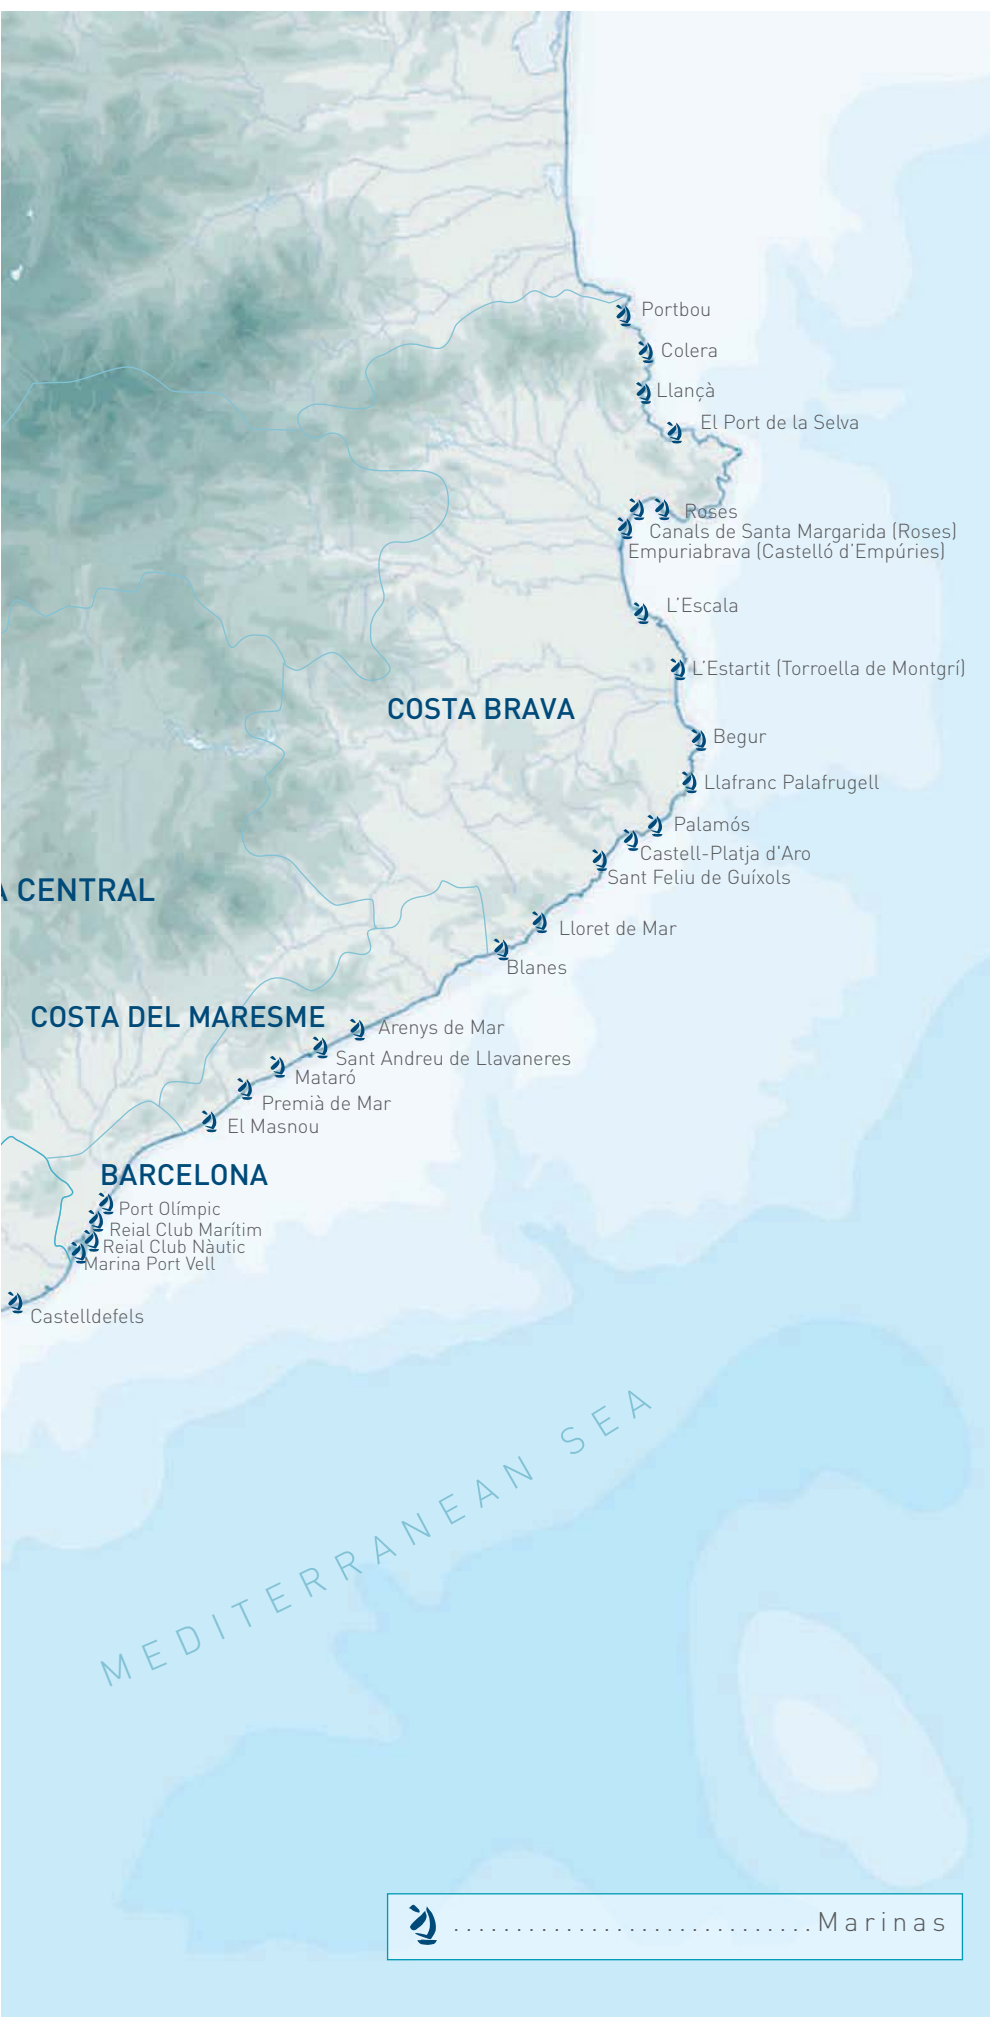 Portbou
Colera
Llançà
El Port de la Selva
Roses
Canals de Santa Margarida (Roses)
Empuriabrava (Castelló d'Empúries)
L'Escala
L'Estartit (Torroella de Montgrí)
COSTA BRAVA
Begur
Llafranc Palafrugell
Palamós
Castell-Platja d'Aro
Sant Feliu de Guíxols
A CENTRAL
Lloret de Mar
Blanes
COSTA DEL MARESME
Arenys de Mar
Sant Andreu de Llavaneres
Mataró
Premià de Mar
El Masnou
BARCELONA
Port Olímpic
Reial Club Marítim
Reial Club Nàutic
Marina Port Vell
Castelldefels
MEDITERRANEAN SEA
.............................Marinas